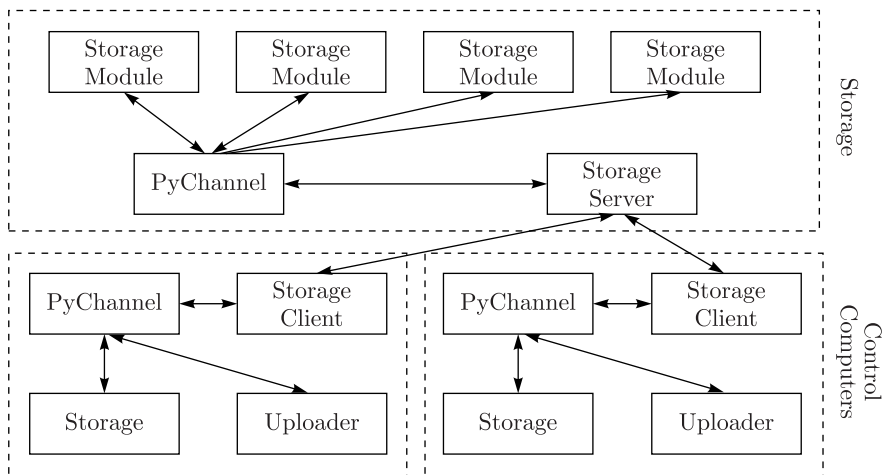 Storage
Module
Storage
Module
Storage
Module
Storage
Module
Storage
PyChannel
Storage
Server
PyChannel
Storage
Client
PyChannel
Storage
Client
Control
Computers
Storage
Uploader
Storage
Uploader